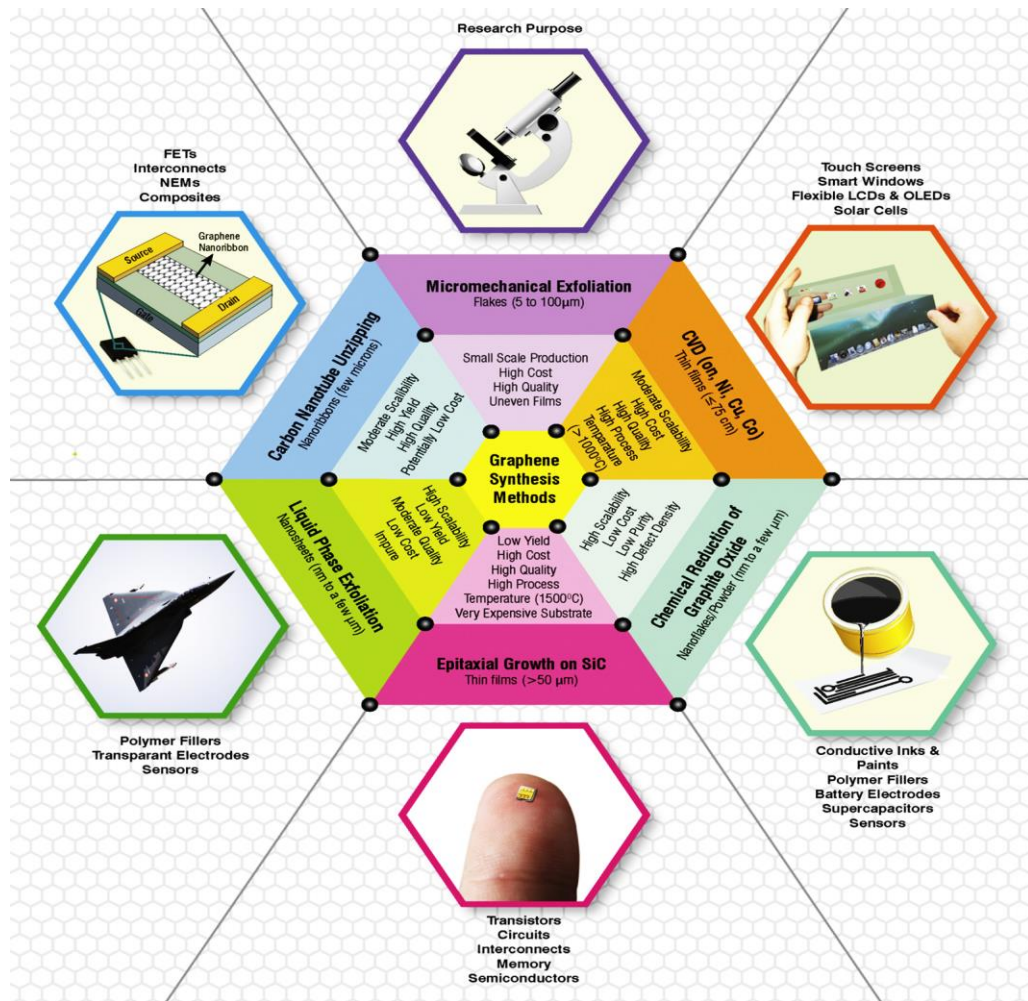 Research Purpose
FETs
Interconnects
NEMs
Composites
Touch Screens
Smart Windows
Flexible LCDs & OLEDs
Solar Cells
Graphene
Nanoribbon
Source
Drain
Gate
Micromechanical Exfoliation
Flakes (5 to 100µm)
Small Scale Production
High Cost
High Quality
Uneven Films
Carbon Nanotube Unzipping
Nanoribbons (few microns)
Moderate Scallibility
High Yield
High Quality
Potentially Low Cost
CVD (on, Ni, Cu, Co)
Thin films (≤75 cm)
Moderate Scalability
High Cost
High Quality
High Process
Temparature
(>1000ºC)
Graphene
Synthesis
Methods
Liquid Phase Exfoliation
Nanosheets (nm to a few µm)
High Scalability
Low Yield
Moderate Quality
Low Cost
Impure
Low Yield
High Cost
High Quality
High Process
Temperature (1500ºC)
Very Expensive Substrate
High Scalability
Low Cost
Low Purity
High Defect Density
Chemical Reduction of
Graphite Oxide
Nanoflakes/Powder (nm to a few µm)
Epitaxial Growth on SiC
Thin films (>50 µm)
Polymer Fillers
Transparant Electrodes
Sensors
Conductive Inks &
Paints
Polymer Fillers
Battery Electrodes
Supercapacitors
Sensors
Transistors
Circuits
Interconnects
Memory
Semiconductors